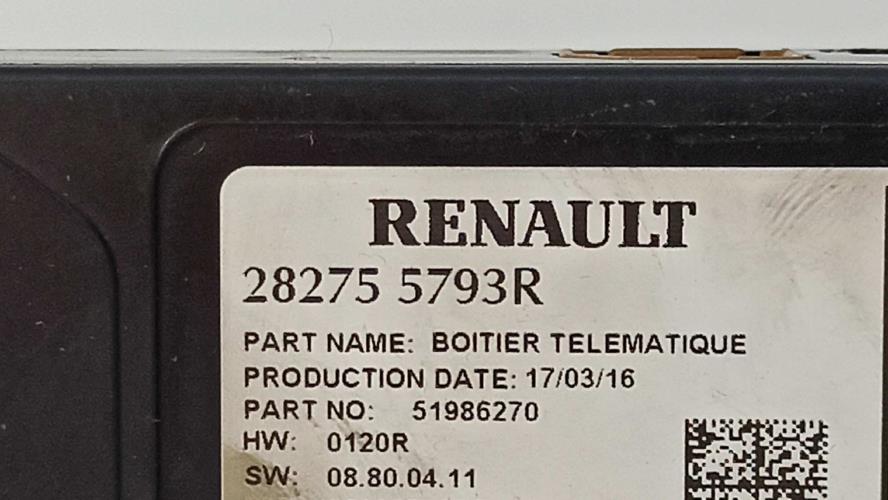 RENAULT
28275 5793R
PART NAME: BOITIER TELEMATIQUE
PRODUCTION DATE: 17/03/16
PART NO: 51986270
HW: 0120R
SW: 08.80.04.11